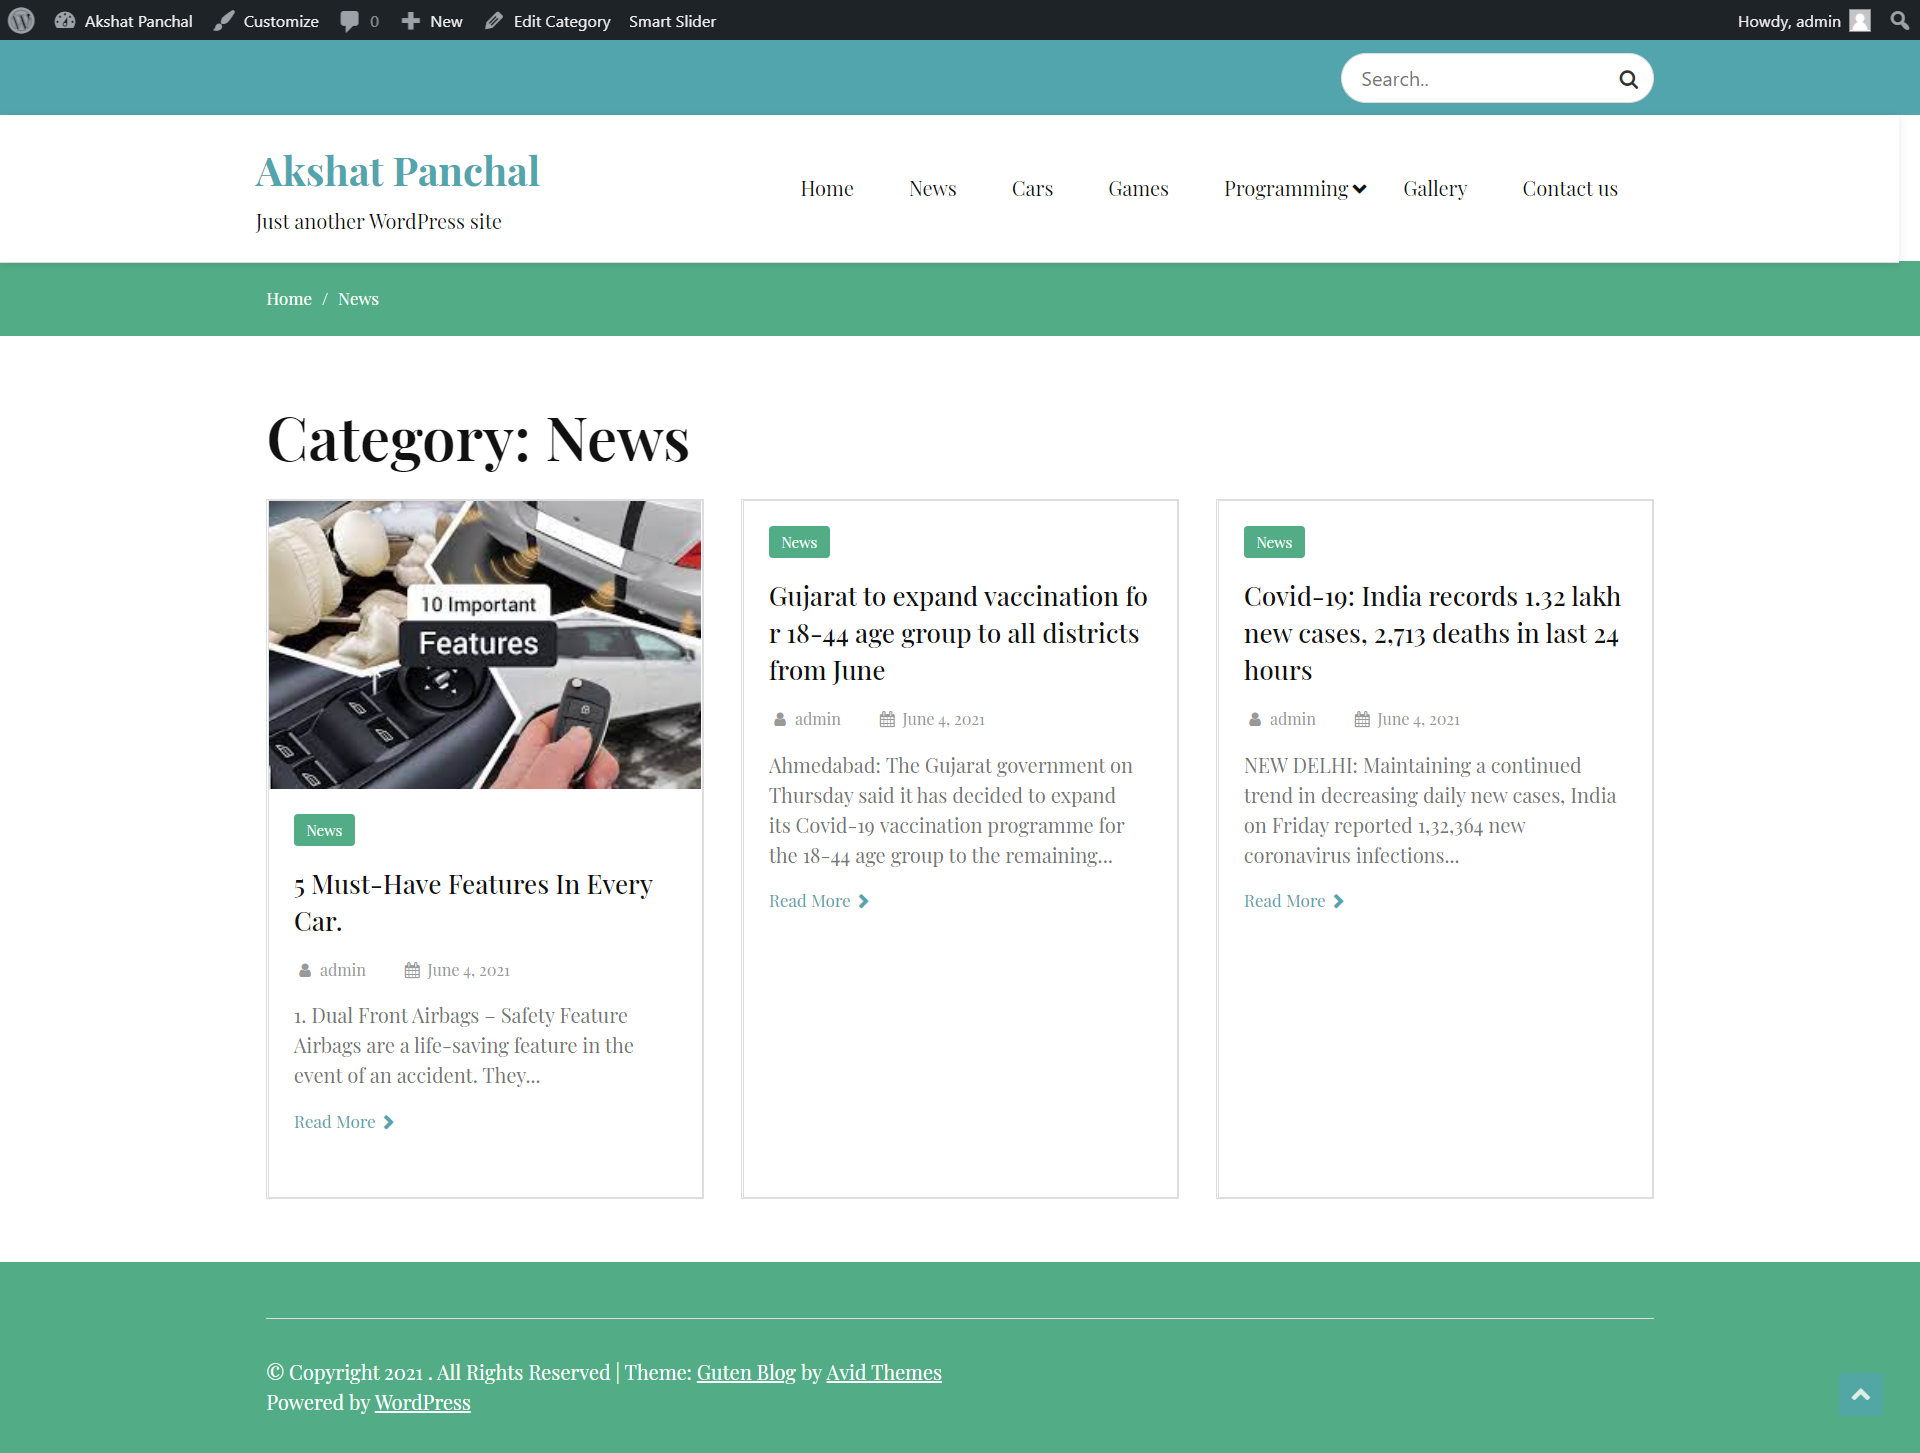 Akshat Panchal Customize 0 New Edit Category Smart Slider Howdy, admin
Search..
Akshat Panchal
Just another WordPress site
Home News Cars Games Programming Gallery Contact us
Home / News
Category: News
10 Important
Features
News
5 Must-Have Features In Every
Car.
admin June 4, 2021
1. Dual Front Airbags – Safety Feature
Airbags are a life-saving feature in the
event of an accident. They...
Read More
News
Gujarat to expand vaccination fo
r 18-44 age group to all districts
from June
admin June 4, 2021
Ahmedabad: The Gujarat government on
Thursday said it has decided to expand
its Covid-19 vaccination programme for
the 18-44 age group to the remaining...
Read More
News
Covid-19: India records 1.32 lakh
new cases, 2,713 deaths in last 24
hours
admin June 4, 2021
NEW DELHI: Maintaining a continued
trend in decreasing daily new cases, India
on Friday reported 1,32,364 new
coronavirus infections...
Read More
© Copyright 2021 . All Rights Reserved | Theme: Guten Blog by Avid Themes
Powered by WordPress